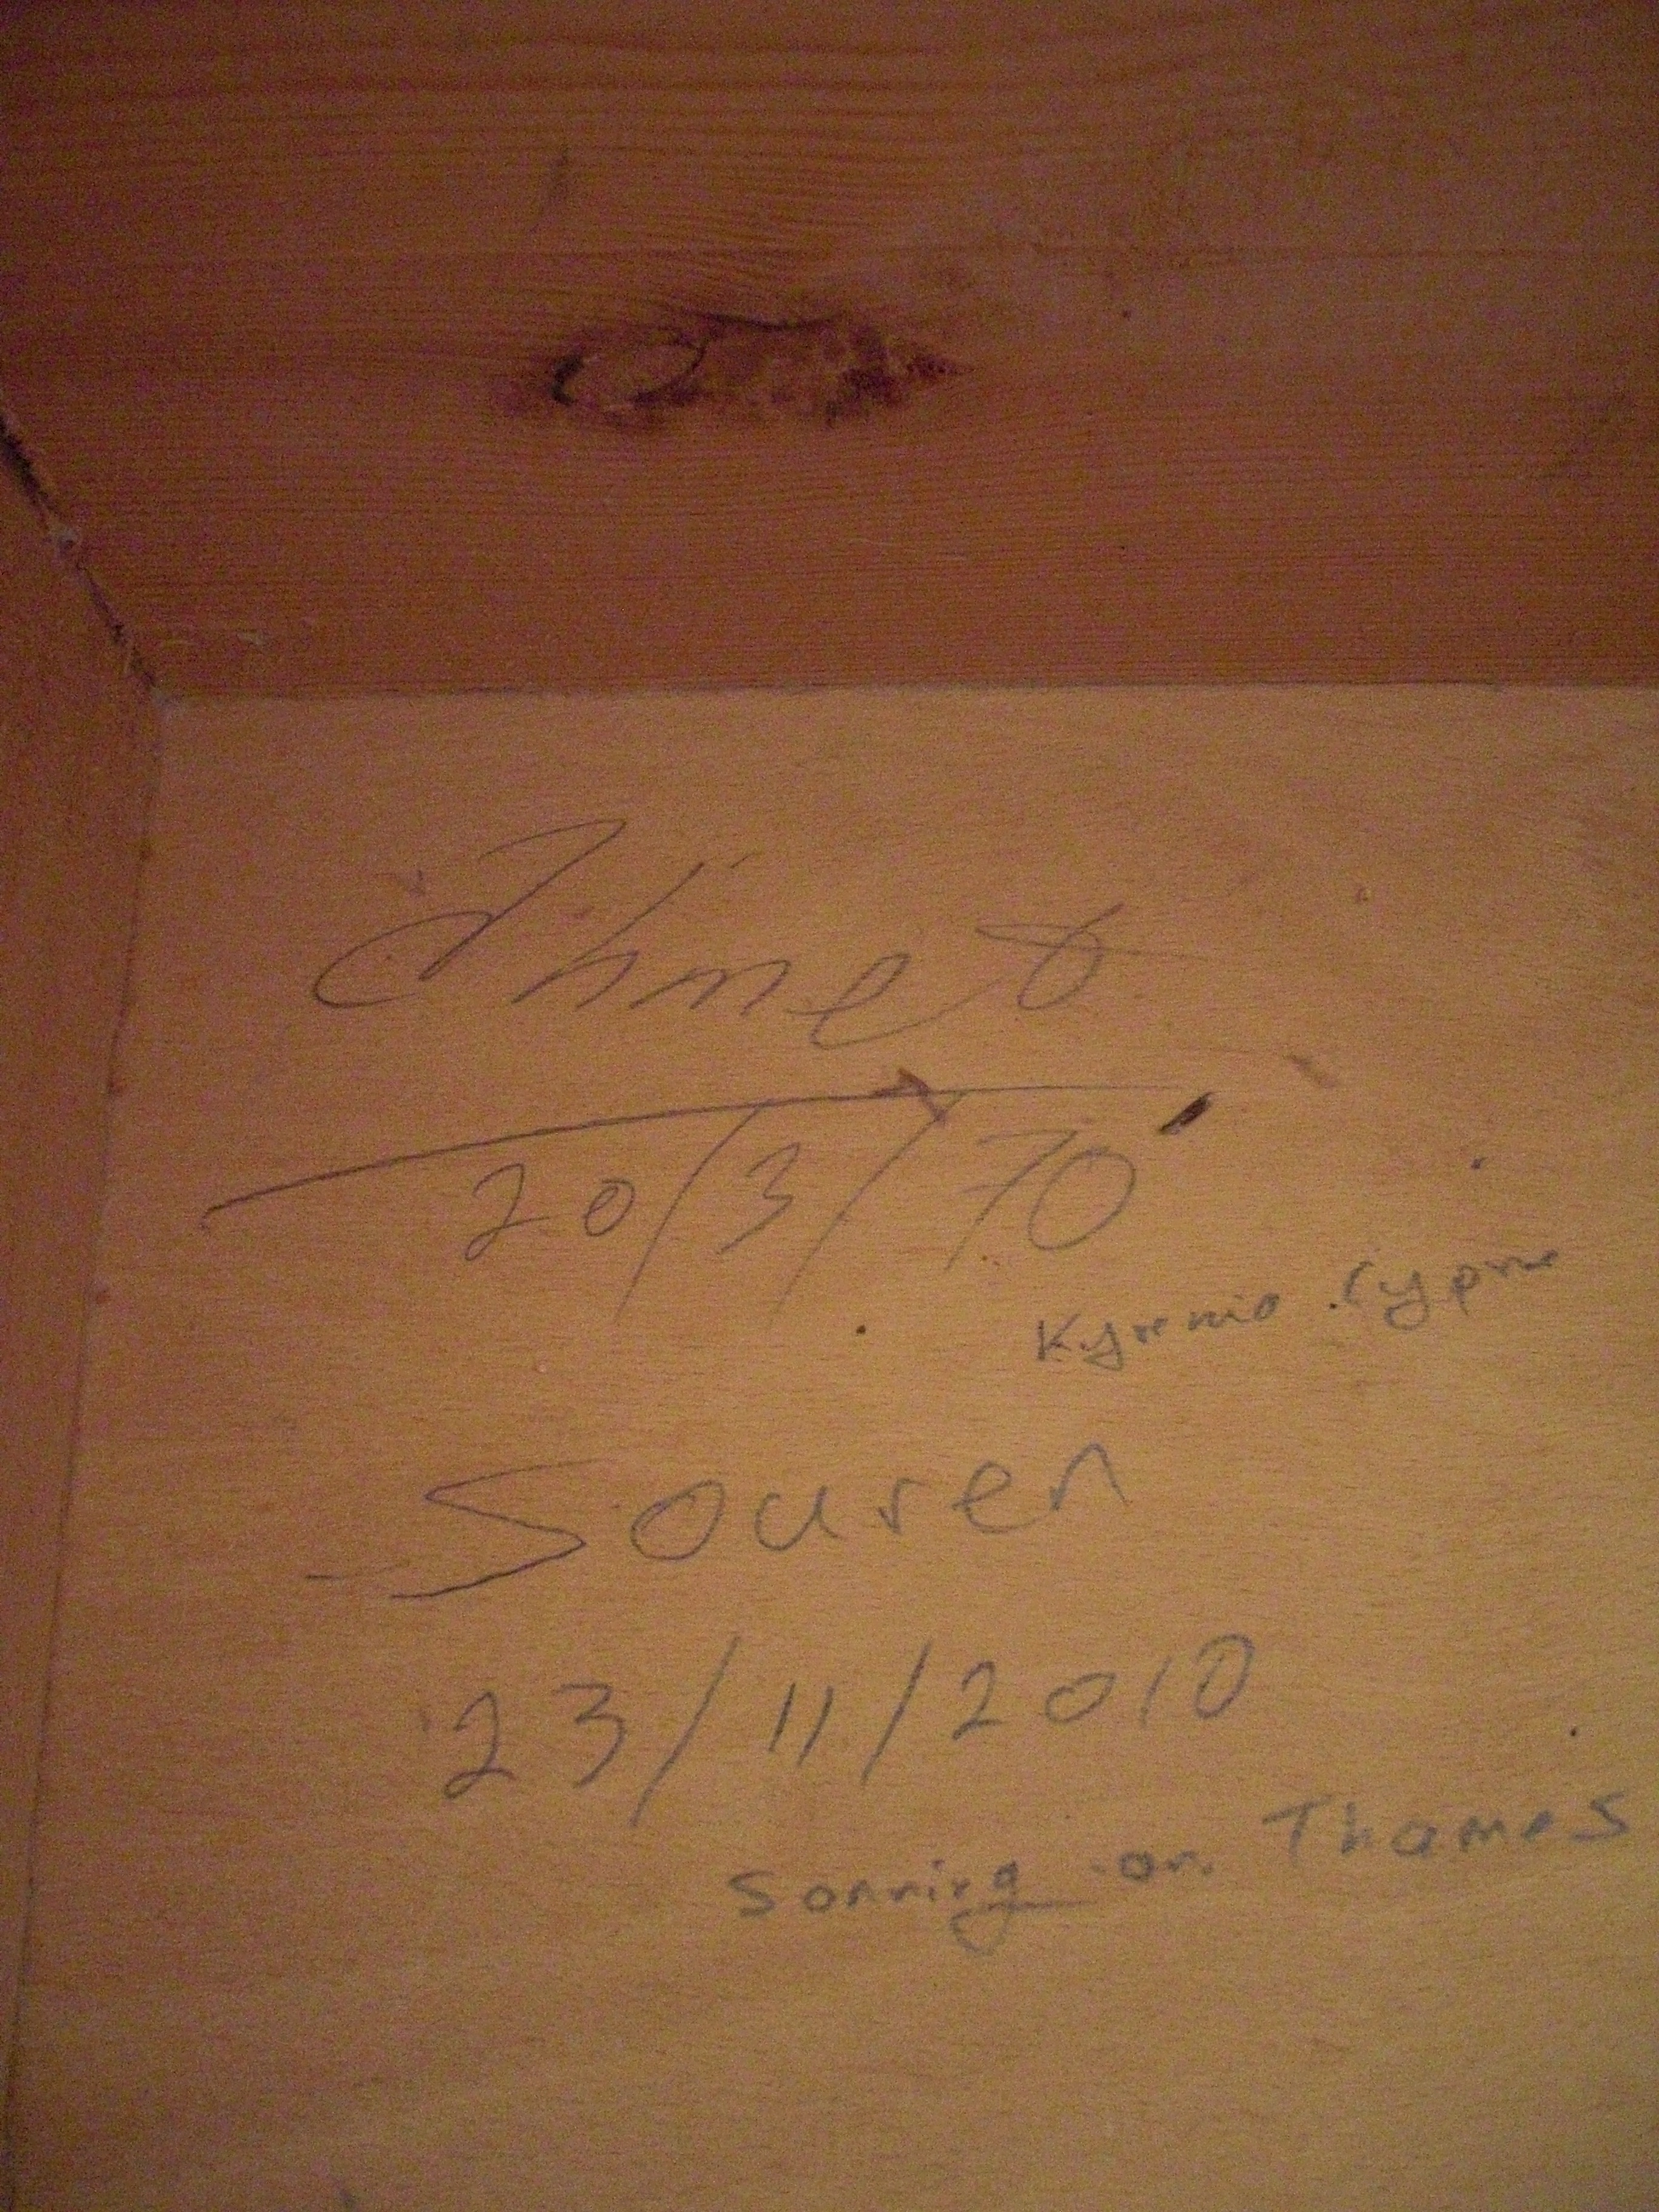 Ahmet
20/3/70
Kyrenia Cyprus
Souren
23/11/2010
Sonning on Thames